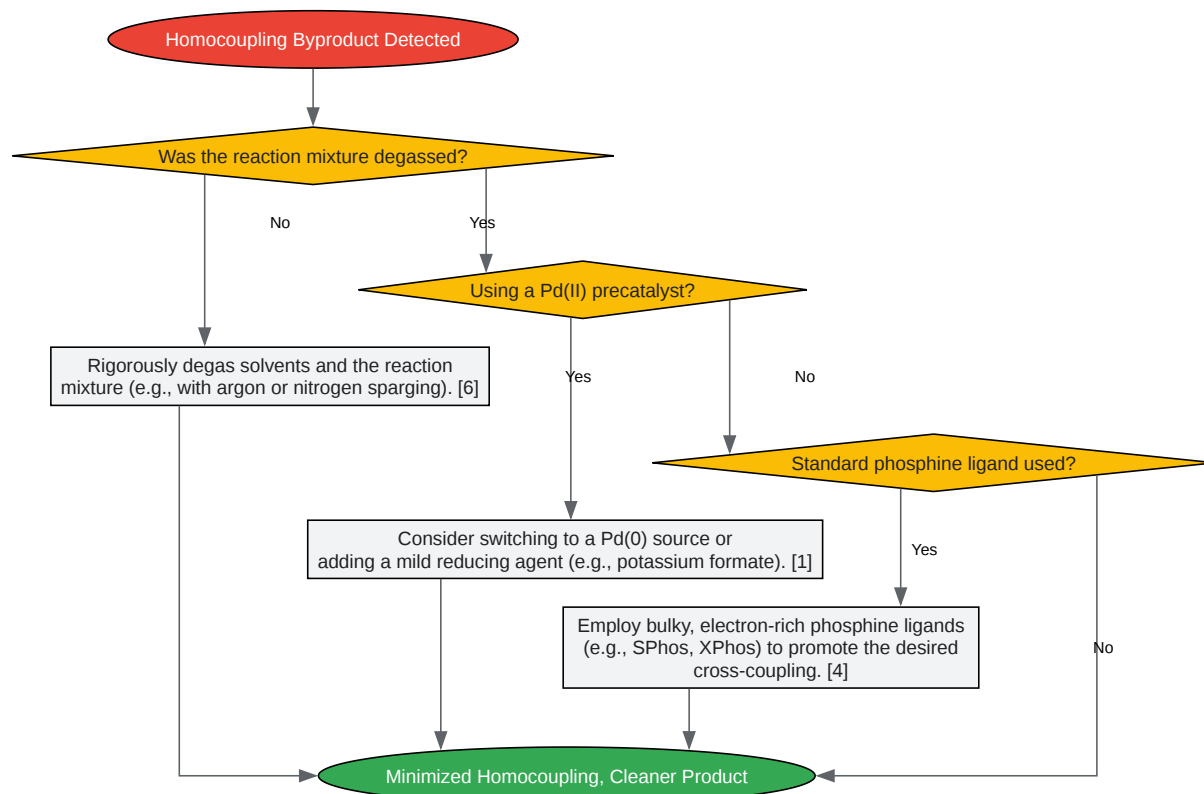 Homocoupling Byproduct Detected
Was the reaction mixture degassed?
No
Yes
Using a Pd(II) precatalyst?
Rigorously degas solvents and the reaction
mixture (e.g., with argon or nitrogen sparging). [6]
Yes
No
Standard phosphine ligand used?
Consider switching to a Pd(0) source or
adding a mild reducing agent (e.g., potassium formate). [1]
Yes
Employ bulky, electron-rich phosphine ligands
(e.g., SPhos, XPhos) to promote the desired
cross-coupling. [4]
No
Minimized Homocoupling, Cleaner Product